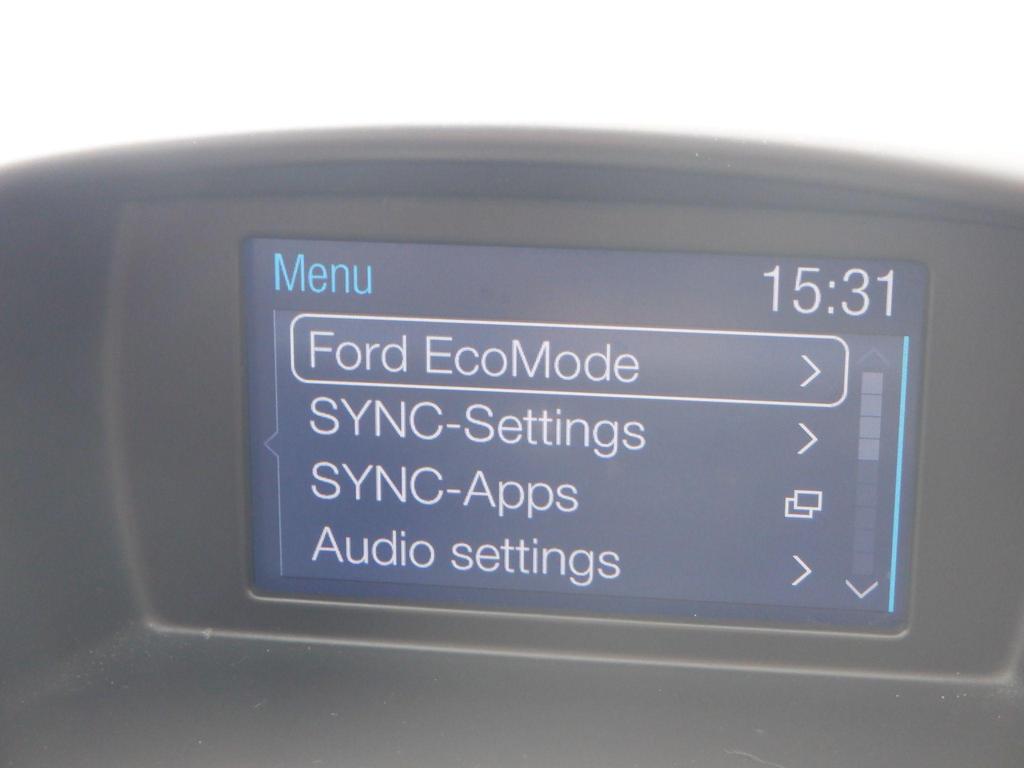 Menu 15:31
Ford EcoMode
SYNC-Settings
SYNC-Apps
Audio settings